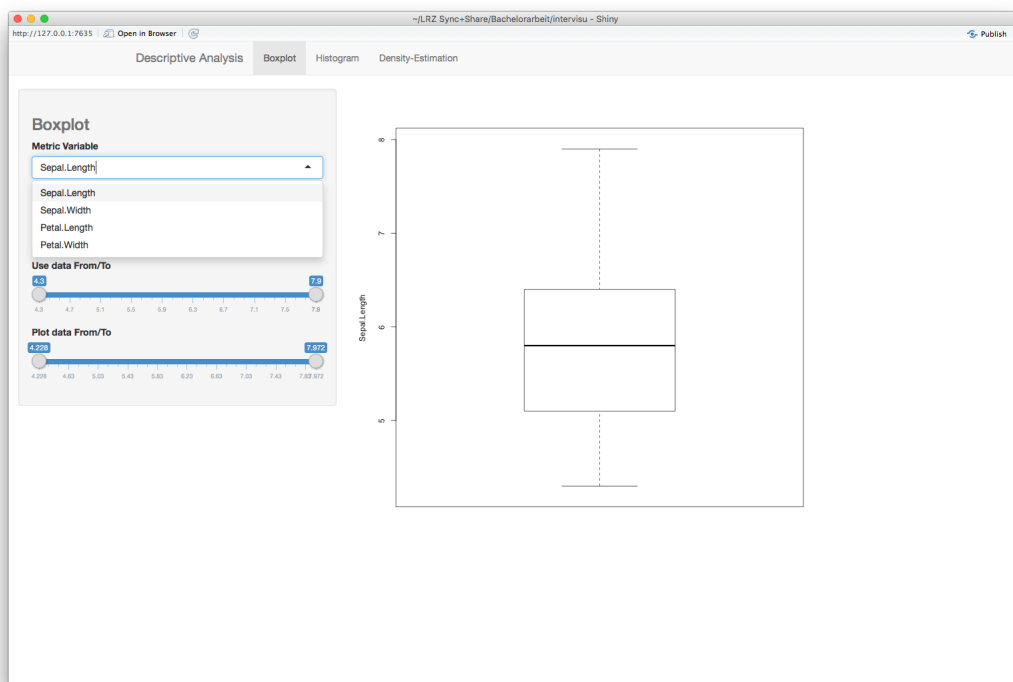 ~/LRZ Sync+Share/Bachelorarbeit/intervisu - Shiny
http://127.0.0.1:7635 Open in Browser Publish
Descriptive Analysis Boxplot Histogram Density-Estimation
Boxplot
Metric Variable
Sepal.Length
Sepal.Length
Sepal.Width
Petal.Length
Petal.Width
Use data From/To
4.3 7.9
4.3 4.7 5.1 5.5 5.9 6.3 6.7 7.1 7.5 7.9
Plot data From/To
4.228 7.972
4.228 4.63 5.03 5.43 5.83 6.23 6.63 7.03 7.43 7.972
Sepal.Length
8
7
6
5